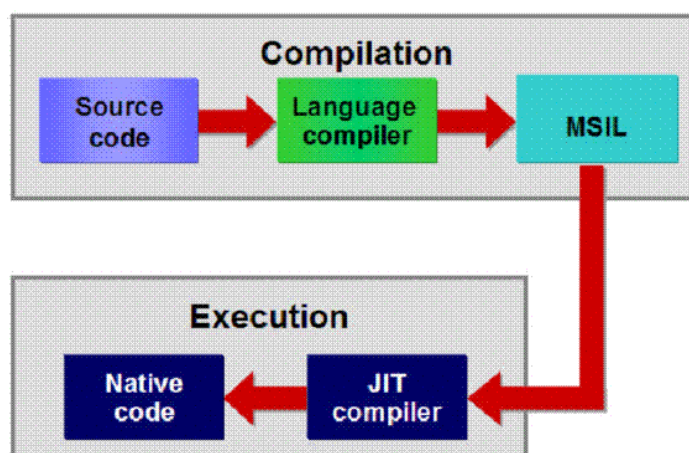 Compilation
Source
code
Language
compiler
MSIL
Execution
Native
code
JIT
compiler